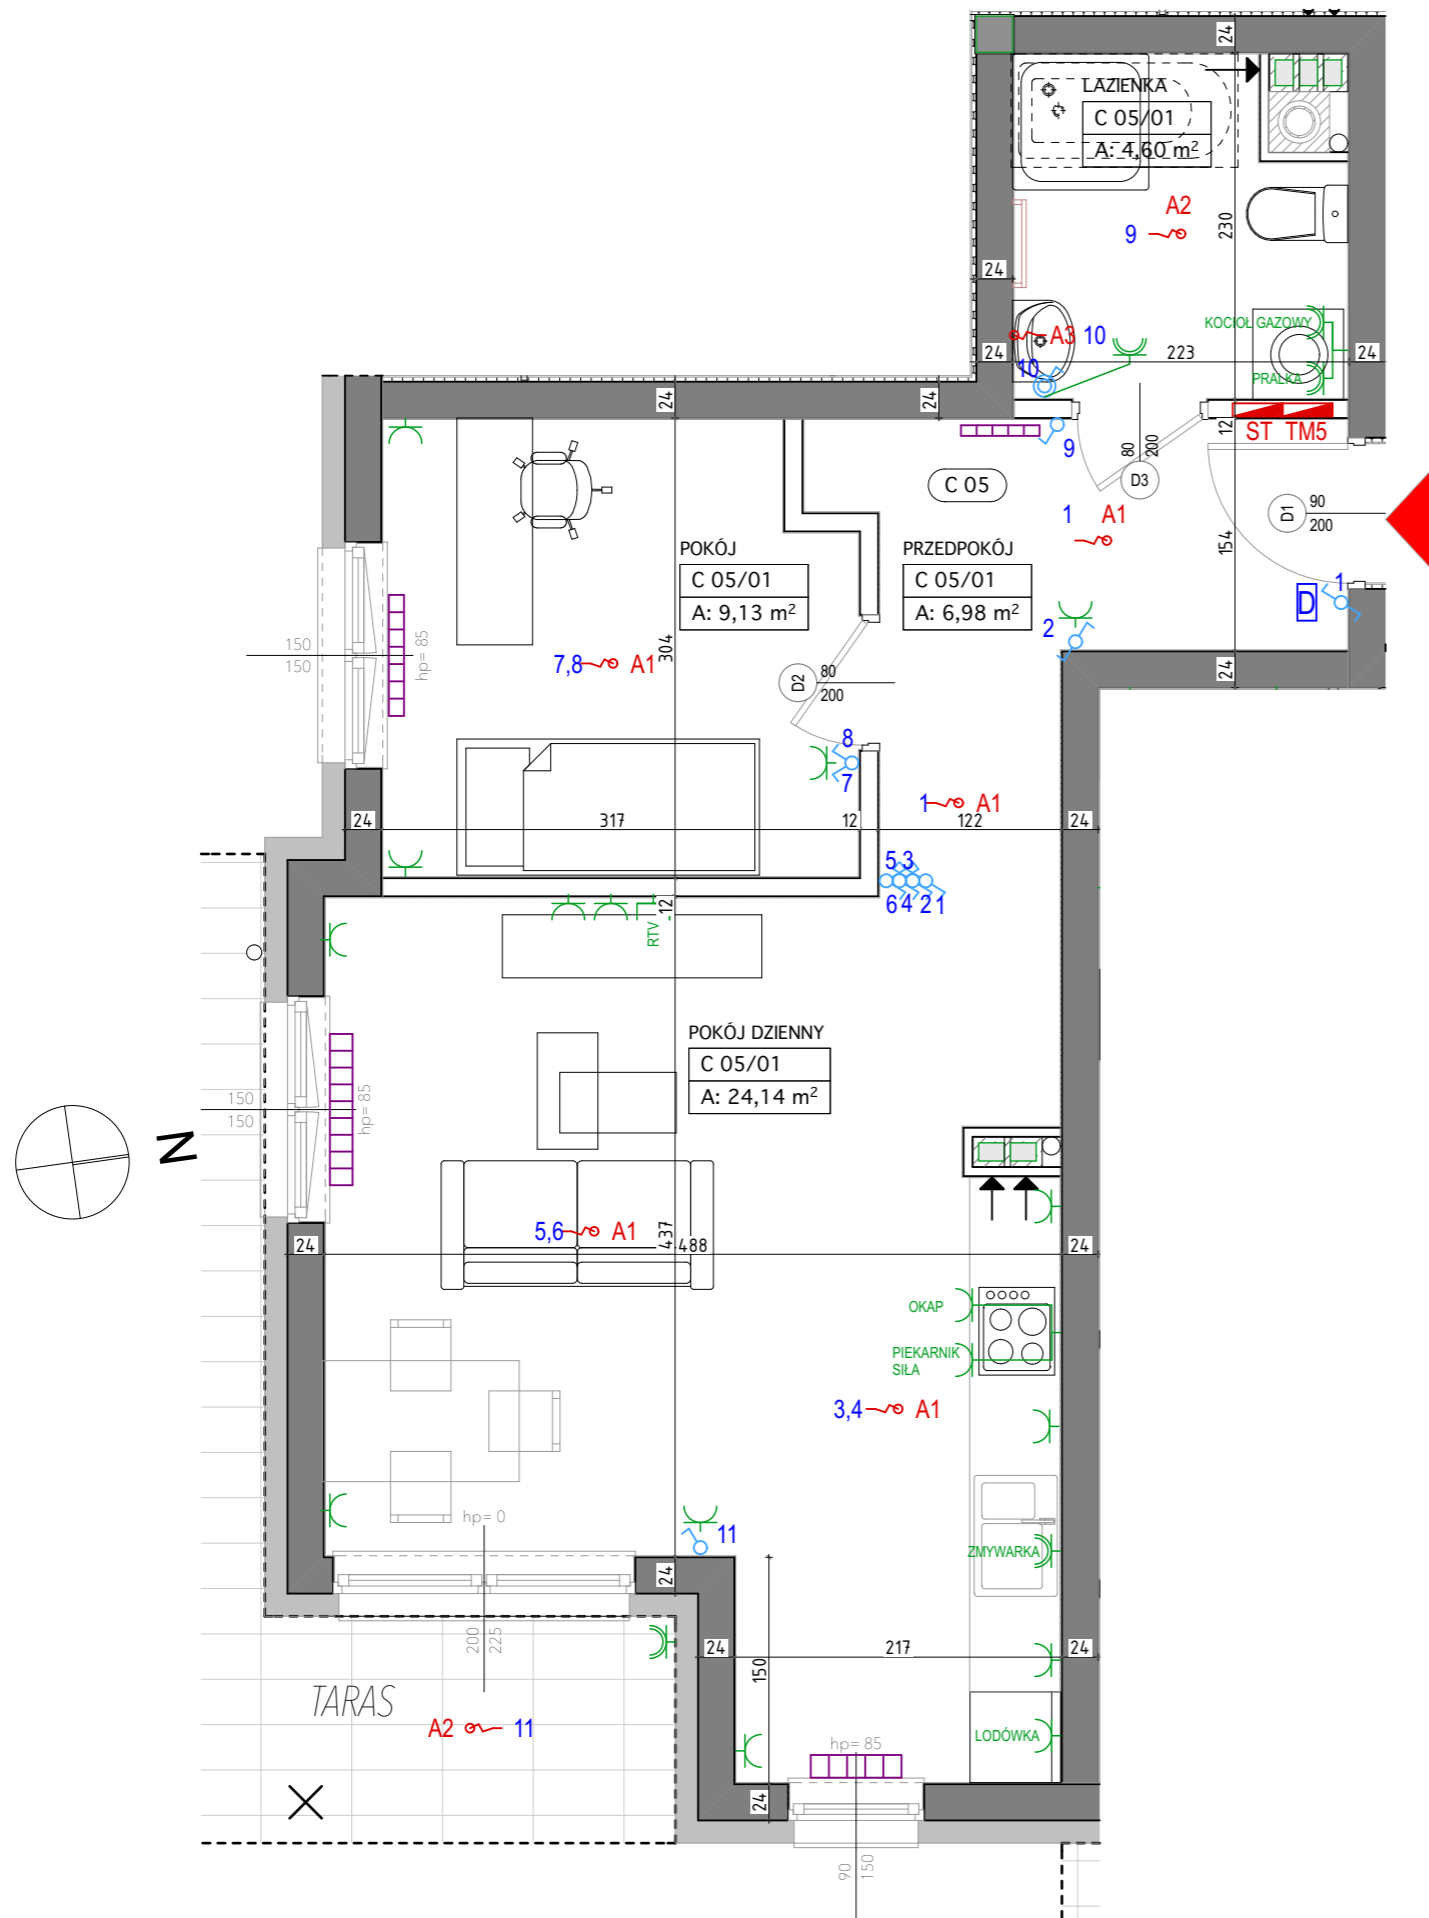 24
ŁAZIENKA
C 05/01
A: 4,60 m²
A2
9
230
24
KOCIOŁ GAZOWY
A3 10
24
223
24
10
PRALKA
24
24
12
ST TM5
9
80
200
D3
C 05
90
200
D1
1 A1
154
POKÓJ
C 05/01
A: 9,13 m²
PRZEDPOKÓJ
C 05/01
A: 6,98 m²
D
1
2
150
150
hp= 85
304
7,8 A1
D2
80
200
24
8
7
1 A1
24
317
12
122
24
5 3
6 4 2 1
12
RTV
POKÓJ DZIENNY
C 05/01
A: 24,14 m²
150
150
hp= 85
N
5,6 A1
437
24
488
24
OKAP
PIEKARNIK
SIŁA
3,4 A1
hp= 0
11
ZMYWARKA
24
200
225
24
217
24
150
TARAS
A2 11
LODÓWKA
hp= 85
24
90
150